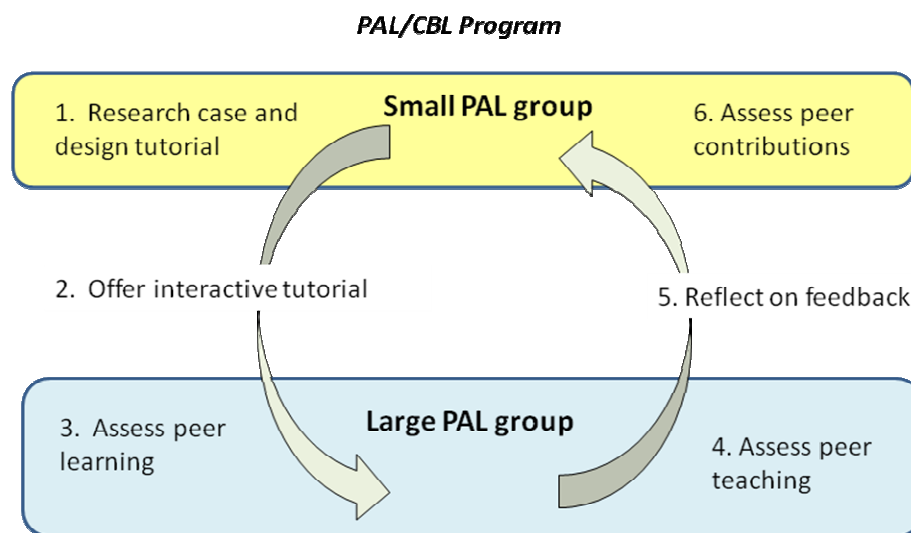 PAL/CBL Program
Small PAL group
1. Research case and
design tutorial
6. Assess peer
contributions
2. Offer interactive tutorial
5. Reflect on feedback
Large PAL group
3. Assess peer
learning
4. Assess peer
teaching